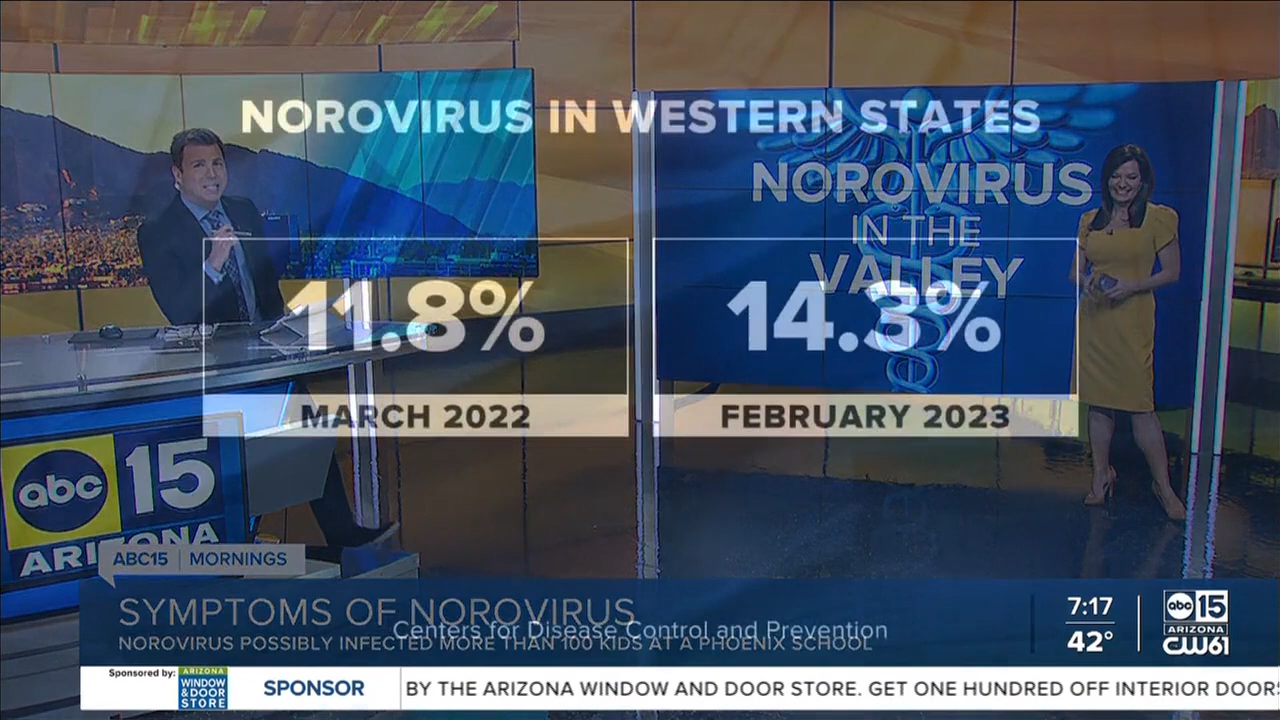 NOROVIRUS IN WESTERN STATES
NOROVIRUS
IN THE
VALLEY
11.8%
14.3%
MARCH 2022
FEBRUARY 2023
abc 15
ARIZONA
ABC15 | MORNINGS
SYMPTOMS OF NOROVIRUS
Centers for Disease Control and Prevention
NOROVIRUS POSSIBLY INFECTED MORE THAN 100 KIDS AT A PHOENIX SCHOOL
7:17
42°
abc 15
ARIZONA
CW61
Sponsored by:
ARIZONA
WINDOW
& DOOR
STORE
SPONSOR
BY THE ARIZONA WINDOW AND DOOR STORE. GET ONE HUNDRED OFF INTERIOR DOOR